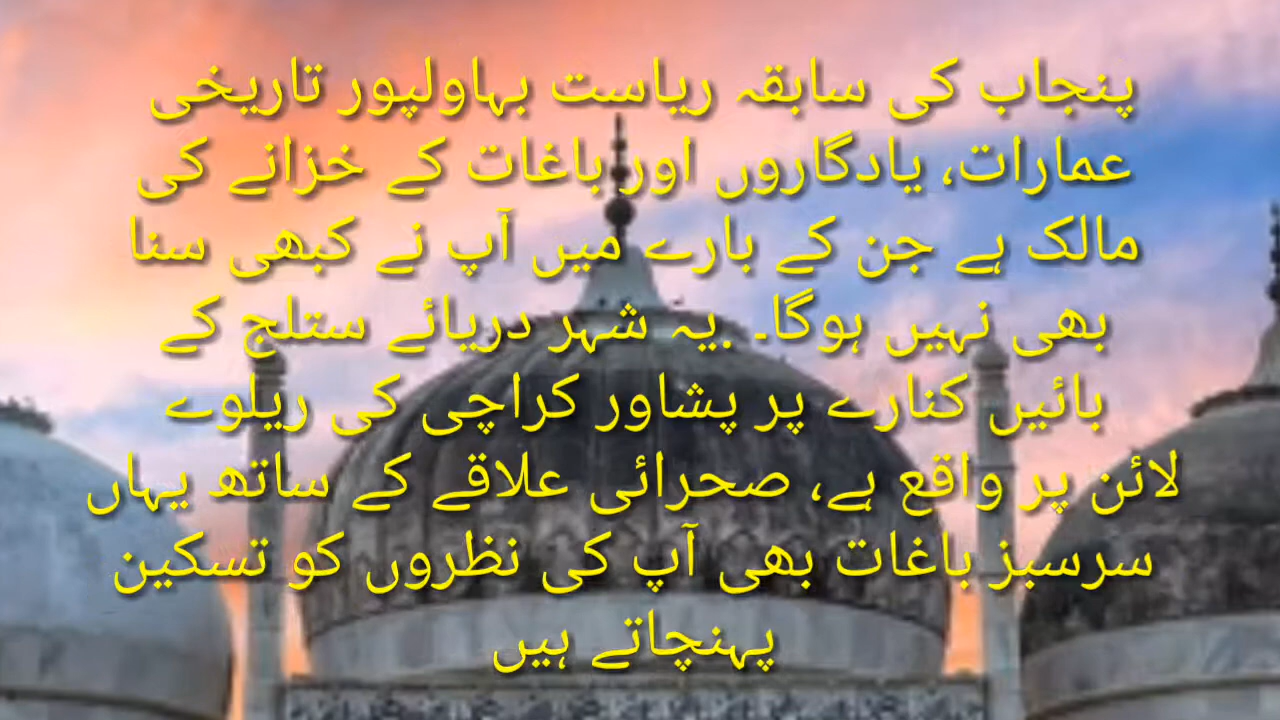 پنجاب کی سابقہ ریاست بہاولپور تاریخی
عمارات، یادگاروں اور باغات کے خزانے کی
مالک ہے جن کے بارے میں آپ نے کبھی سنا
بھی نہیں ہوگا۔ .یہ شہر دریائے ستلج کے
بائیں کنارے پر پشاور کراچی کی ریلوے
لائن پر واقع ہے، صحرائی علاقے کے ساتھ یہاں
سرسبز باغات بھی آپ کی نظروں کو تسکین
پہنچاتے ہیں